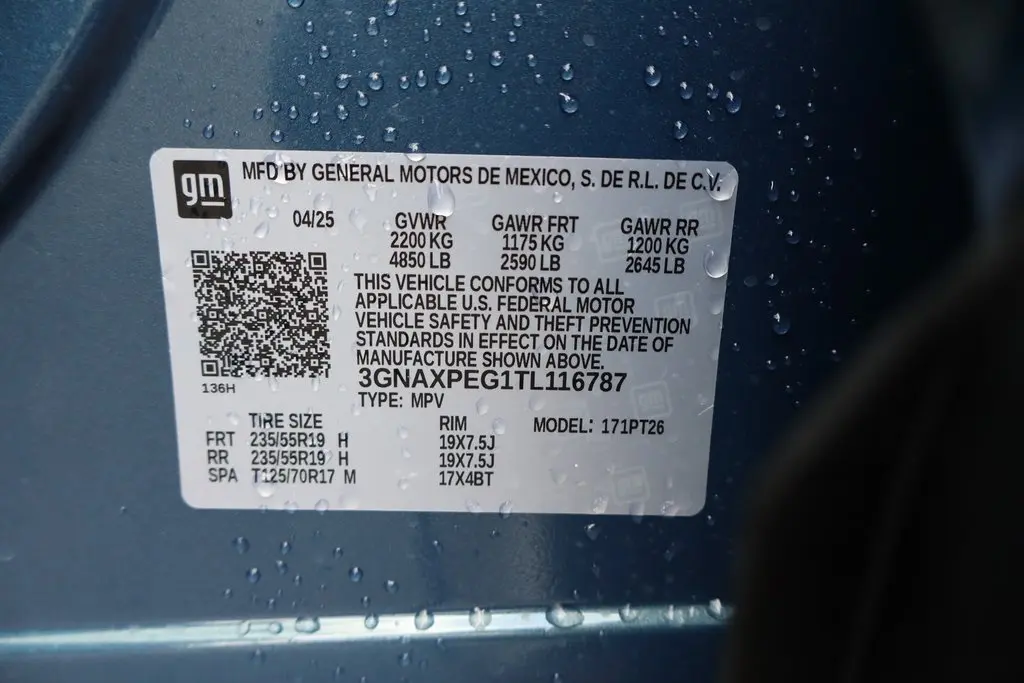 gm
MFD BY GENERAL MOTORS DE MEXICO, S. DE R.L. DE C.V.
04/25 GVWR GAWR FRT GAWR RR
2200 KG 1175 KG 1200 KG
4850 LB 2590 LB 2645 LB
THIS VEHICLE CONFORMS TO ALL
APPLICABLE U.S. FEDERAL MOTOR
VEHICLE SAFETY AND THEFT PREVENTION
STANDARDS IN EFFECT ON THE DATE OF
MANUFACTURE SHOWN ABOVE.
3GNAXPEG1TL116787
136H
TYPE: MPV
TIRE SIZE RIM MODEL: 171PT26
FRT 235/55R19 H 19X7.5J
RR 235/55R19 H 19X7.5J
SPA T125/70R17 M 17X4BT